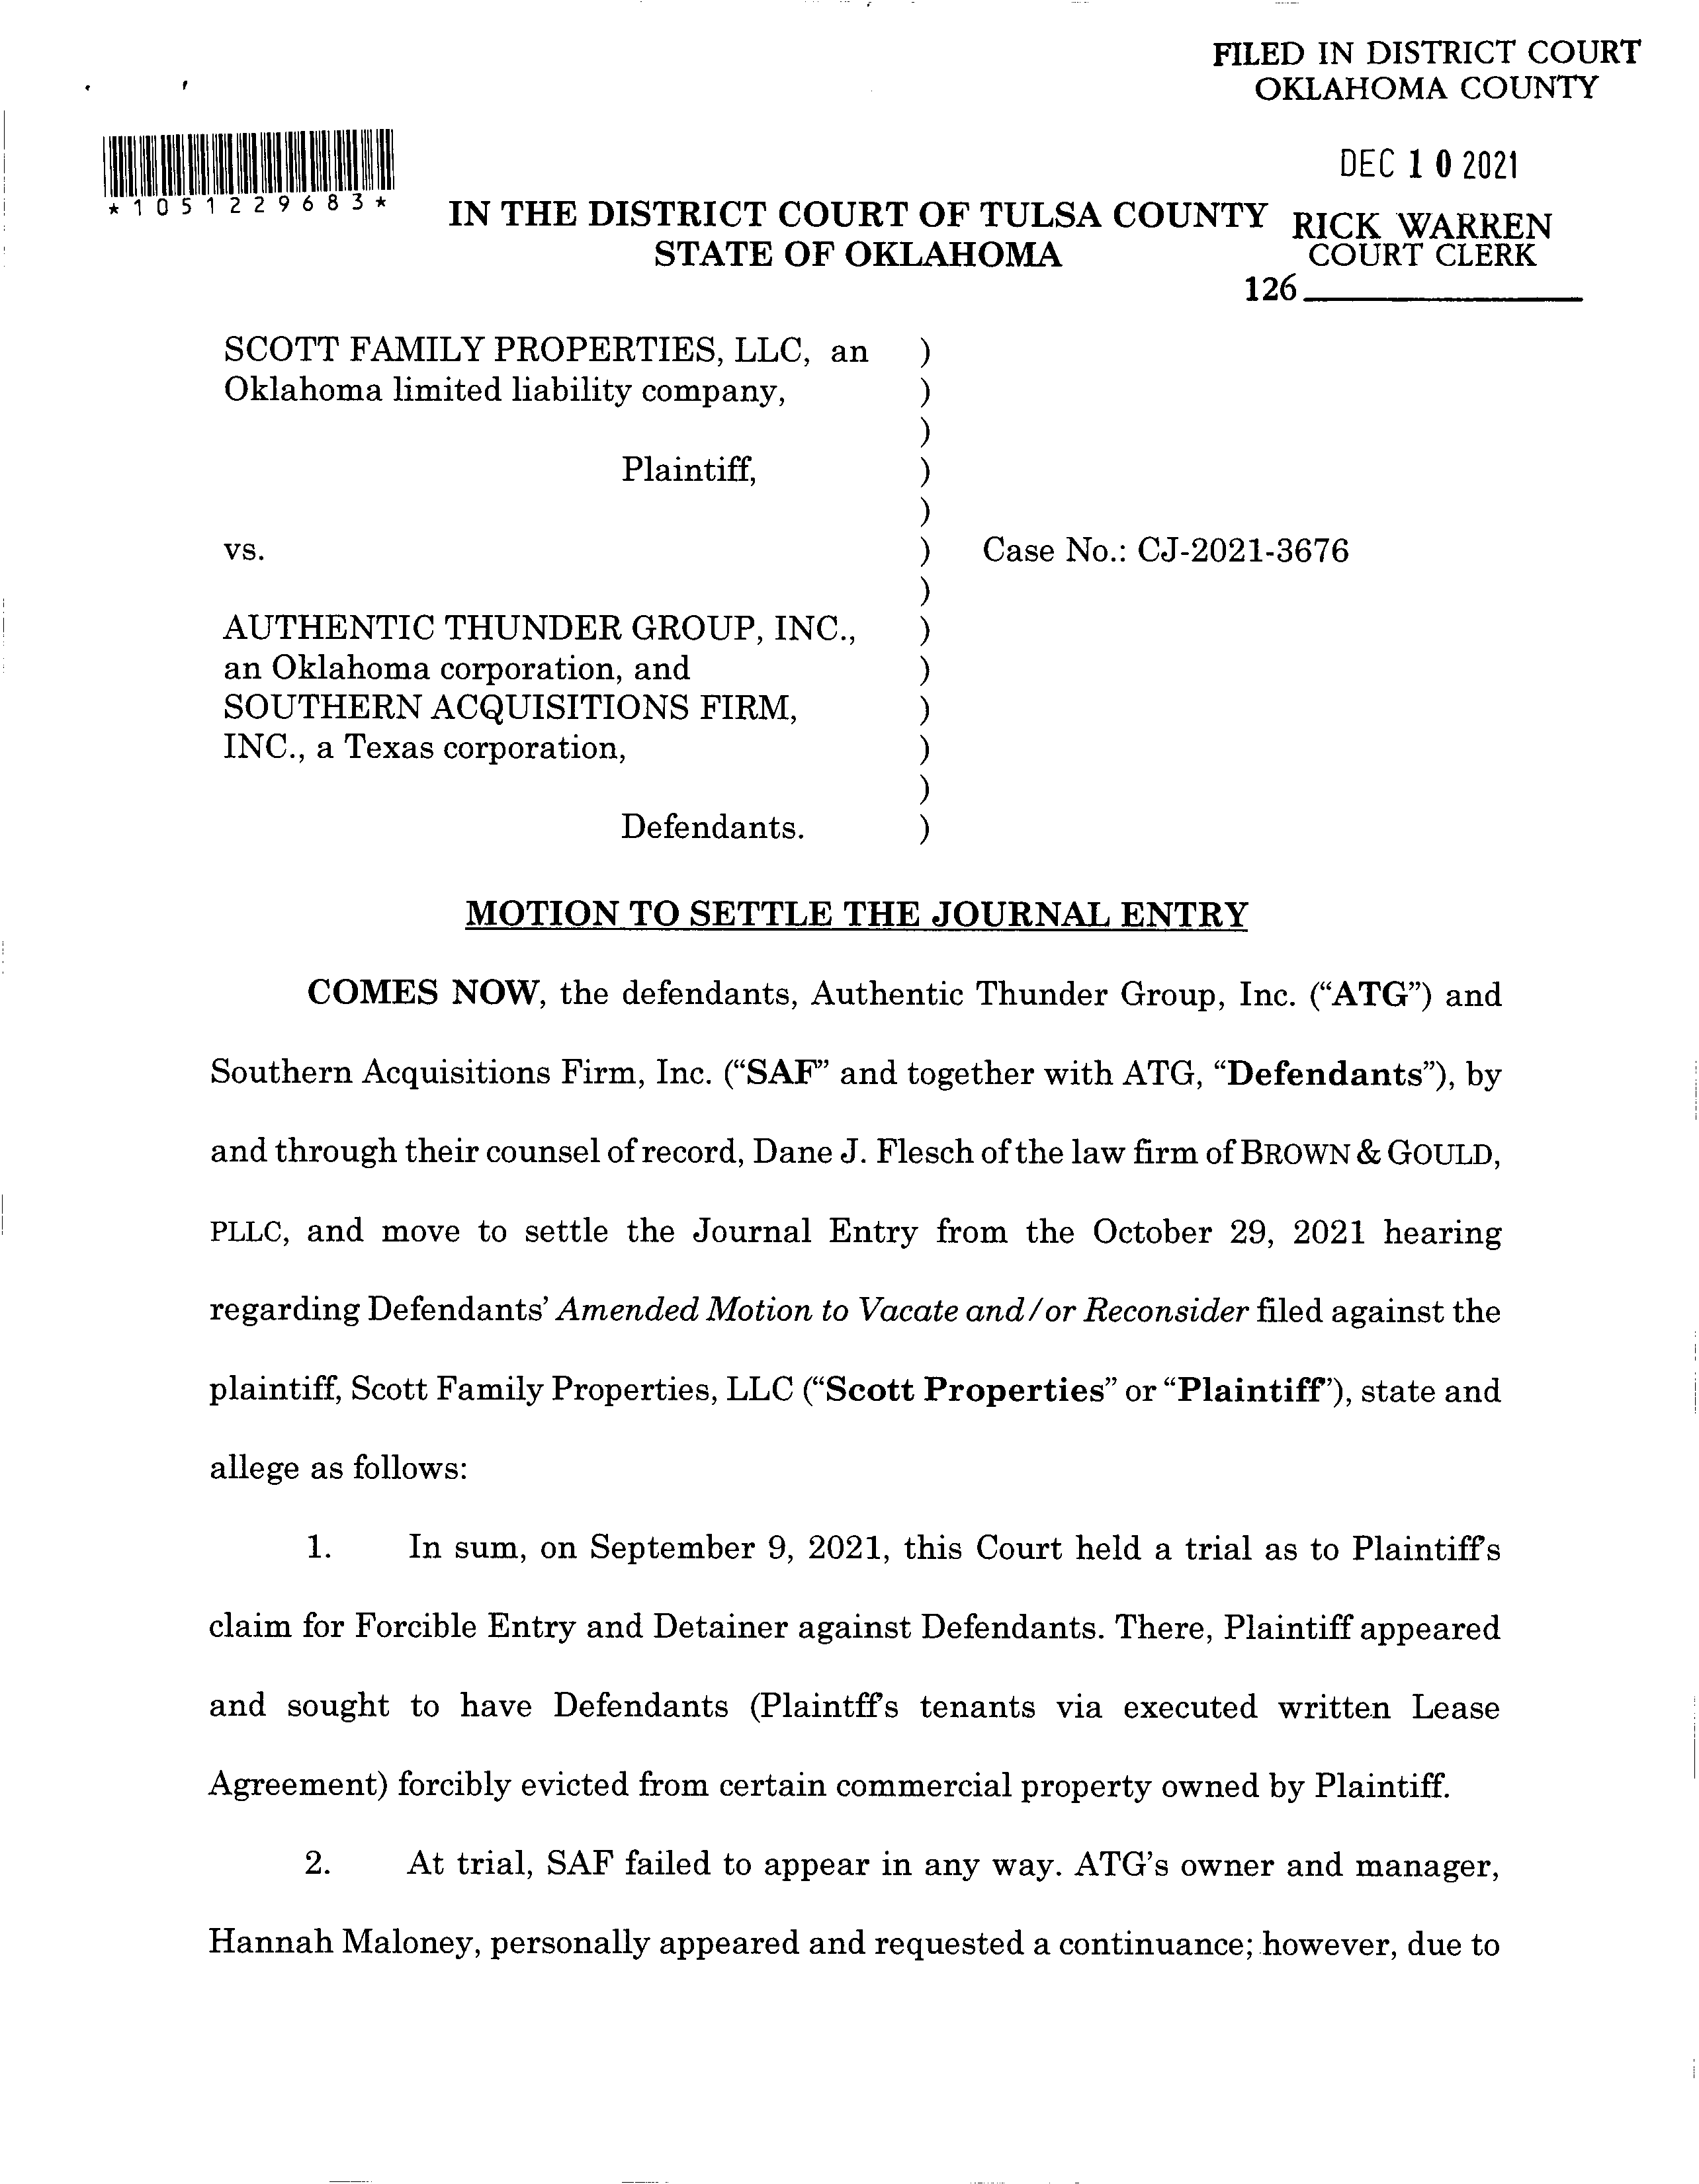 FILED IN DISTRICT COURT
OKLAHOMA COUNTY
DEC 10 2021
*1051229683*
IN THE DISTRICT COURT OF TULSA COUNTY
STATE OF OKLAHOMA
RICK WARREN
COURT CLERK
126
SCOTT FAMILY PROPERTIES, LLC, an )
Oklahoma limited liability company, )
)
Plaintiff, )
)
vs. ) Case No.: CJ-2021-3676
)
AUTHENTIC THUNDER GROUP, INC., )
an Oklahoma corporation, and )
SOUTHERN ACQUISITIONS FIRM, )
INC., a Texas corporation, )
)
Defendants. )
MOTION TO SETTLE THE JOURNAL ENTRY
COMES NOW, the defendants, Authentic Thunder Group, Inc. (“ATG”) and
Southern Acquisitions Firm, Inc. (“SAF” and together with ATG, “Defendants”), by
and through their counsel of record, Dane J. Flesch of the law firm of BROWN & GOULD,
PLLC, and move to settle the Journal Entry from the October 29, 2021 hearing
regarding Defendants’ Amended Motion to Vacate and/or Reconsider filed against the
plaintiff, Scott Family Properties, LLC (“Scott Properties” or “Plaintiff”), state and
allege as follows:
1. In sum, on September 9, 2021, this Court held a trial as to Plaintiff’s
claim for Forcible Entry and Detainer against Defendants. There, Plaintiff appeared
and sought to have Defendants (Plaintff’s tenants via executed written Lease
Agreement) forcibly evicted from certain commercial property owned by Plaintiff.
2. At trial, SAF failed to appear in any way. ATG’s owner and manager,
Hannah Maloney, personally appeared and requested a continuance; however, due to